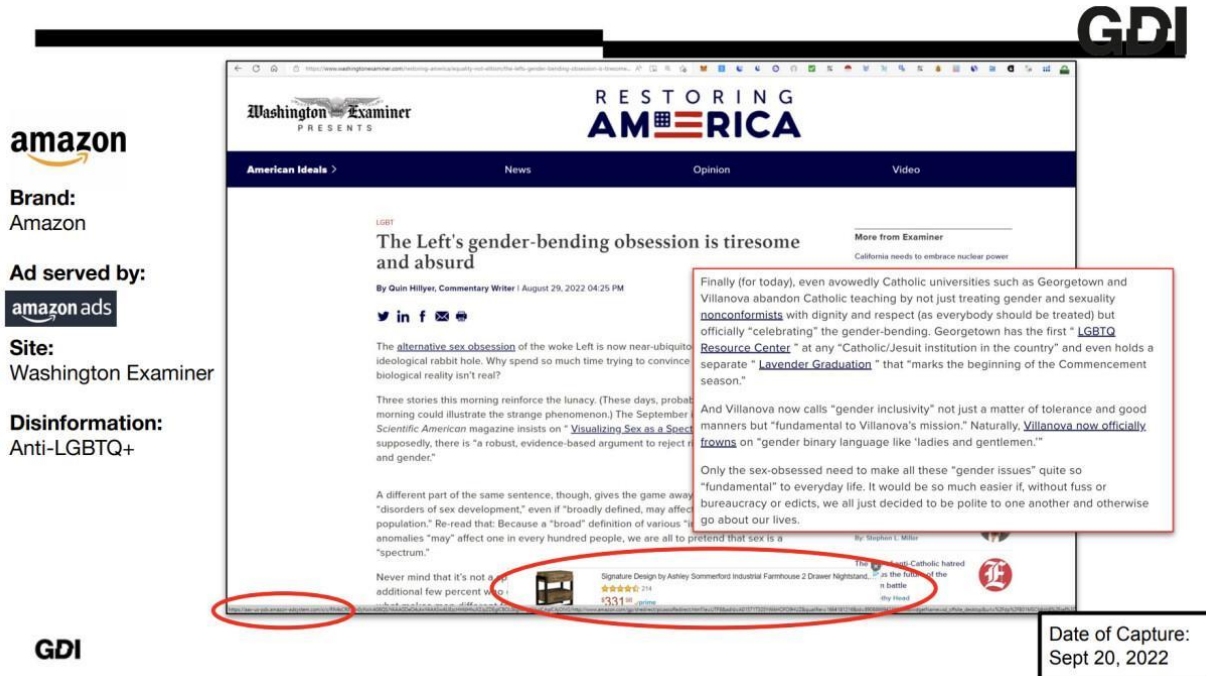 GDI
amazon
Brand:
Amazon
Ad served by:
amazon ads
Site:
Washington Examiner
Disinformation:
Anti-LGBTQ+
Washington Examiner
PRESENTS
RESTORING
AMERICA
American Ideals >
News
Opinion
Video
LGBT
The Left's gender-bending obsession is tiresome
and absurd
By Quin Hillyer, Commentary Writer | August 29, 2022 04:25 PM
The alternative sex obsession of the woke Left is now near-ubiquito
ideological rabbit hole. Why spend so much time trying to convince
biological reality isn't real?
Three stories this morning reinforce the lunacy. (These days, probab
morning could illustrate the strange phenomenon.) The September
Scientific American magazine insists on " Visualizing Sex as a Spect
supposedly, there is "a robust, evidence-based argument to reject
and gender."
A different part of the same sentence, though, gives the game away
"disorders of sex development," even if "broadly defined, may affec
population." Re-read that: Because a "broad" definition of various
anomalies "may" affect one in every hundred people, we are all to pretend that sex is a
"spectrum."
Never mind that it's not a
additional few percent who
More from Examiner
California needs to embrace nuclear power
Finally (for today), even avowedly Catholic universities such as Georgetown and
Villanova abandon Catholic teaching by not just treating gender and sexuality
nonconformists with dignity and respect (as everybody should be treated) but
officially "celebrating" the gender-bending. Georgetown has the first " LGBTQ
Resource Center " at any "Catholic/Jesuit institution in the country" and even holds a
separate " Lavender Graduation " that "marks the beginning of the Commencement
season."
And Villanova now calls "gender inclusivity" not just a matter of tolerance and good
manners but "fundamental to Villanova's mission." Naturally, Villanova now officially
frowns on "gender binary language like 'ladies and gentlemen.'"
Only the sex-obsessed need to make all these "gender issues" quite so
"fundamental" to everyday life. It would be so much easier if, without fuss or
bureaucracy or edicts, we all just decided to be polite to one another and otherwise
go about our lives.
By: Stephen L. Miller
The anti-Catholic hatred
us the future of the
n battle
thy Head
Signature Design by Ashley Sommerford Industrial Farmhouse 2 Drawer Nightstand,
214
$331 prime
GDI
Date of Capture:
Sept 20, 2022